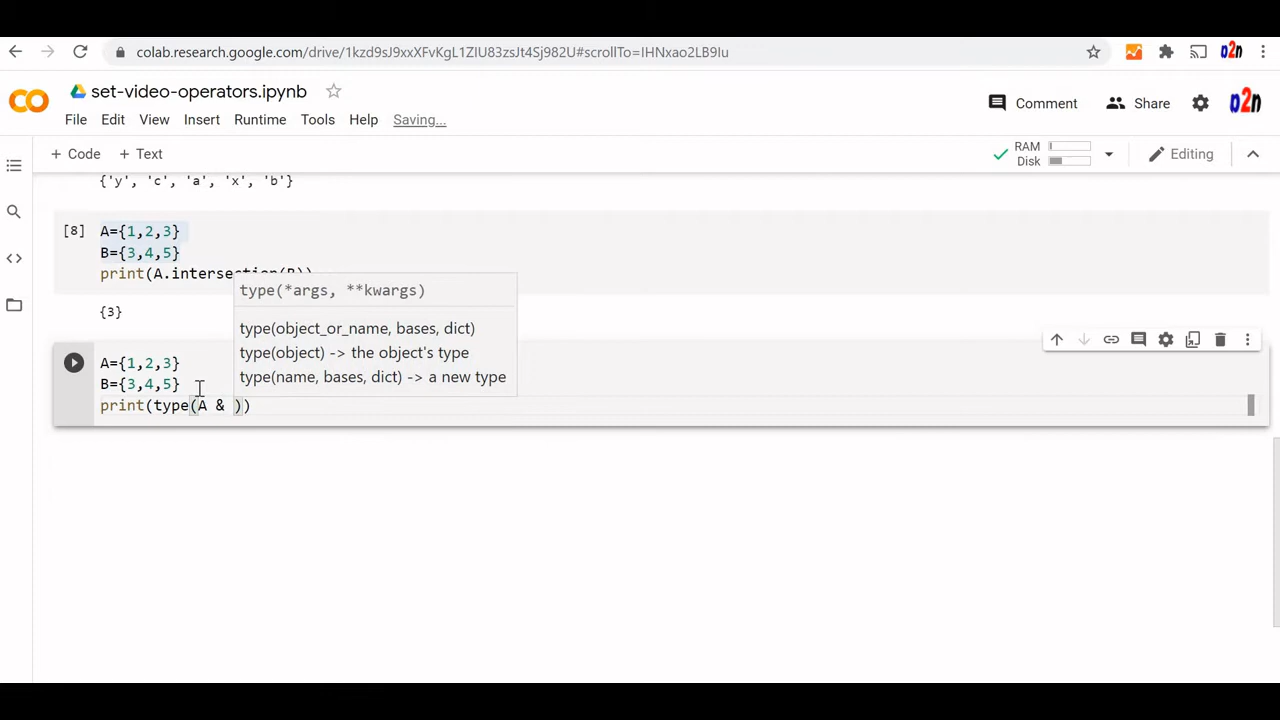 colab.research.google.com/drive/1kzd9sJ9xxXFvKgL1ZIU83zsJt4Sj982U#scrollTo=IHNxao2LB9Iu
set-video-operators.ipynb
File Edit View Insert Runtime Tools Help Saving...
Comment Share
+ Code + Text
RAM
Disk
Editing
{'y', 'c', 'a', 'x', 'b'}
[8] A={1,2,3}
B={3,4,5}
print(A.intersection(B))
{3}
type(*args, **kwargs)
type(object_or_name, bases, dict)
type(object) -> the object's type
type(name, bases, dict) -> a new type
A={1,2,3}
B={3,4,5}
print(type(A & ))